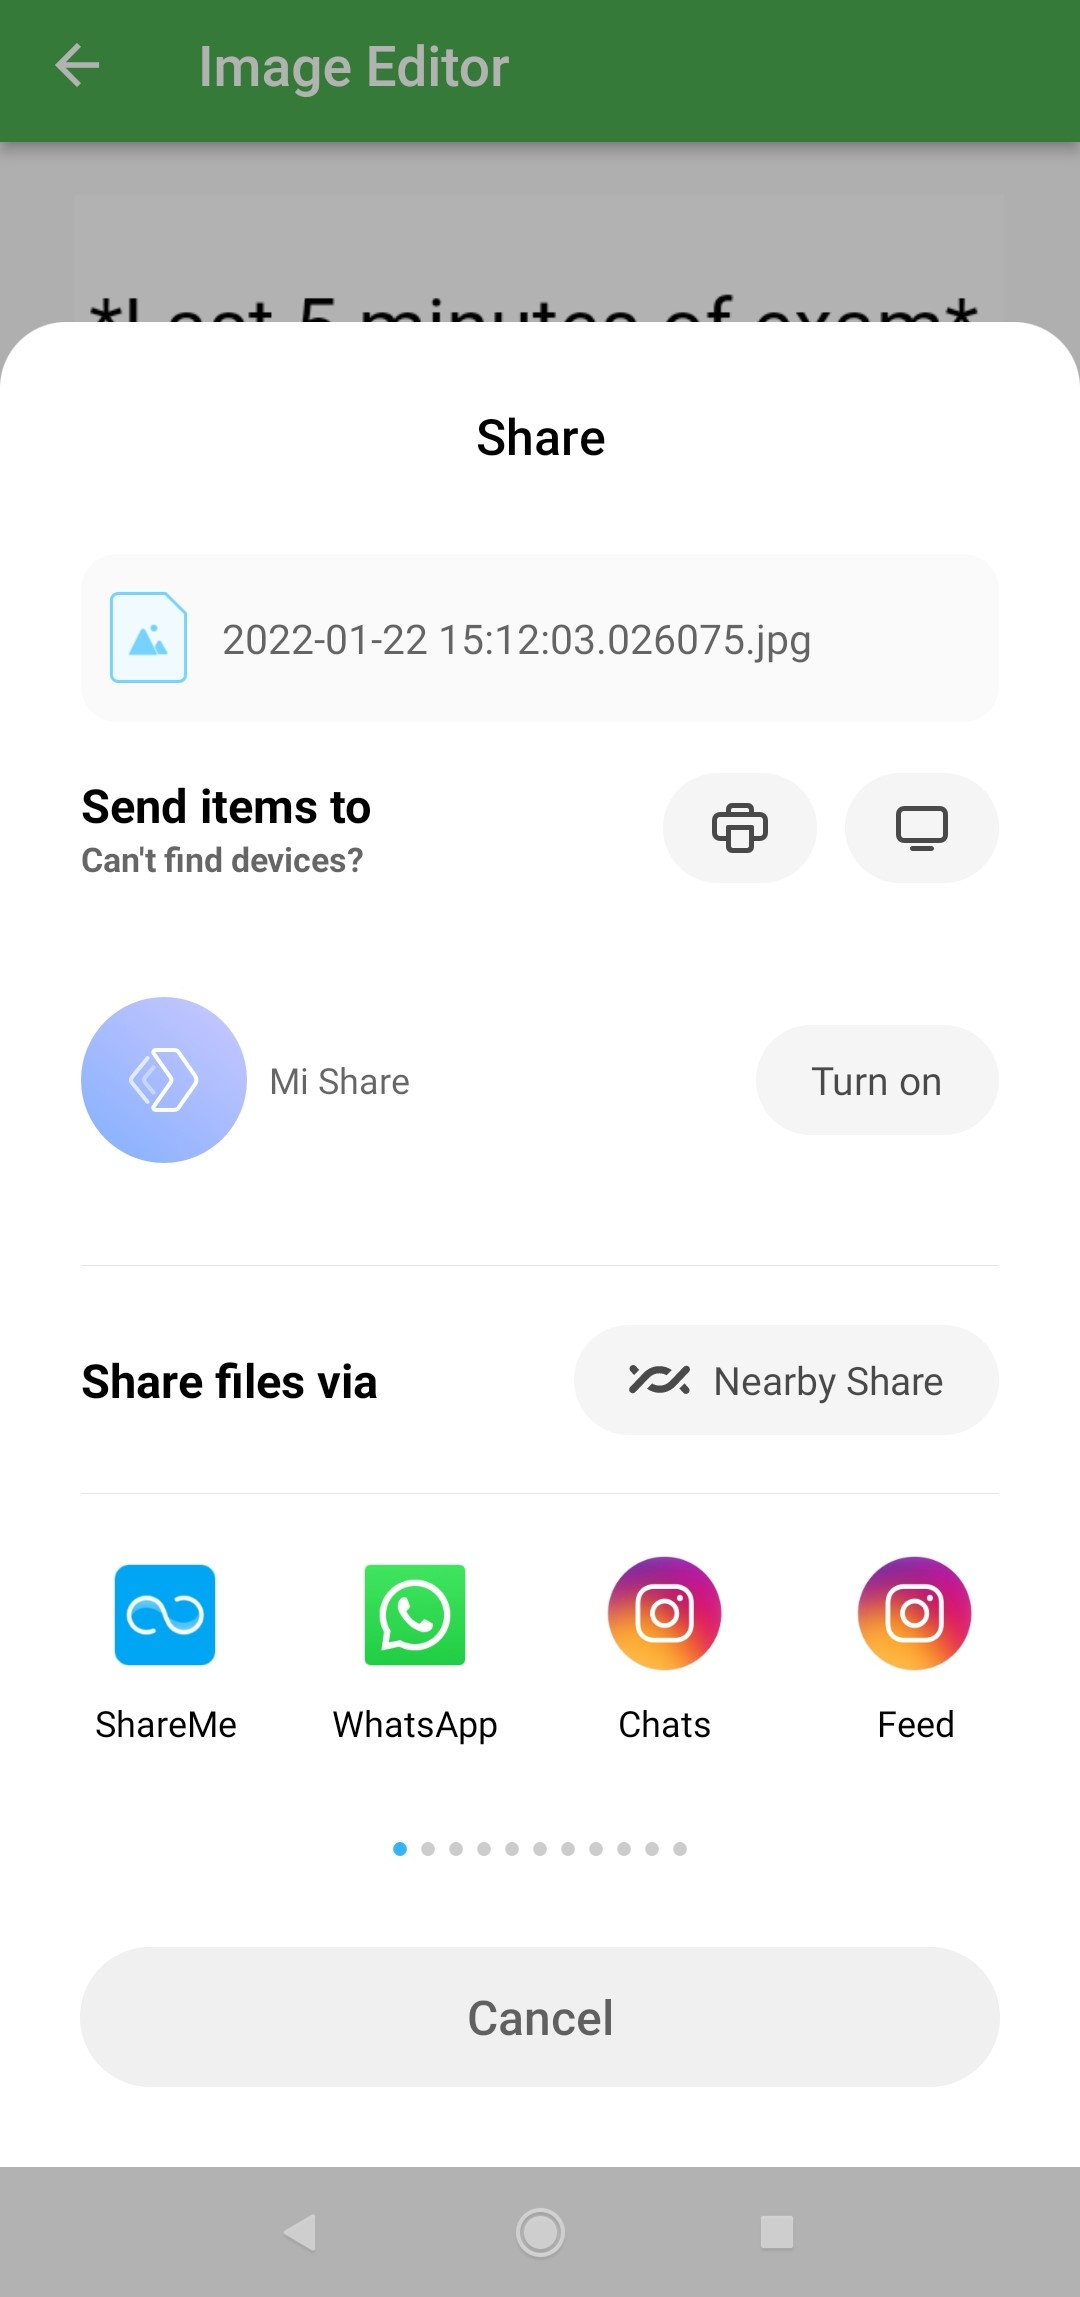 Image Editor
*Last 5 minutes of exam*
Share
2022-01-22 15:12:03.026075.jpg
Send items to
Can't find devices?
Mi Share
Turn on
Share files via
Nearby Share
ShareMe
WhatsApp
Chats
Feed
Cancel